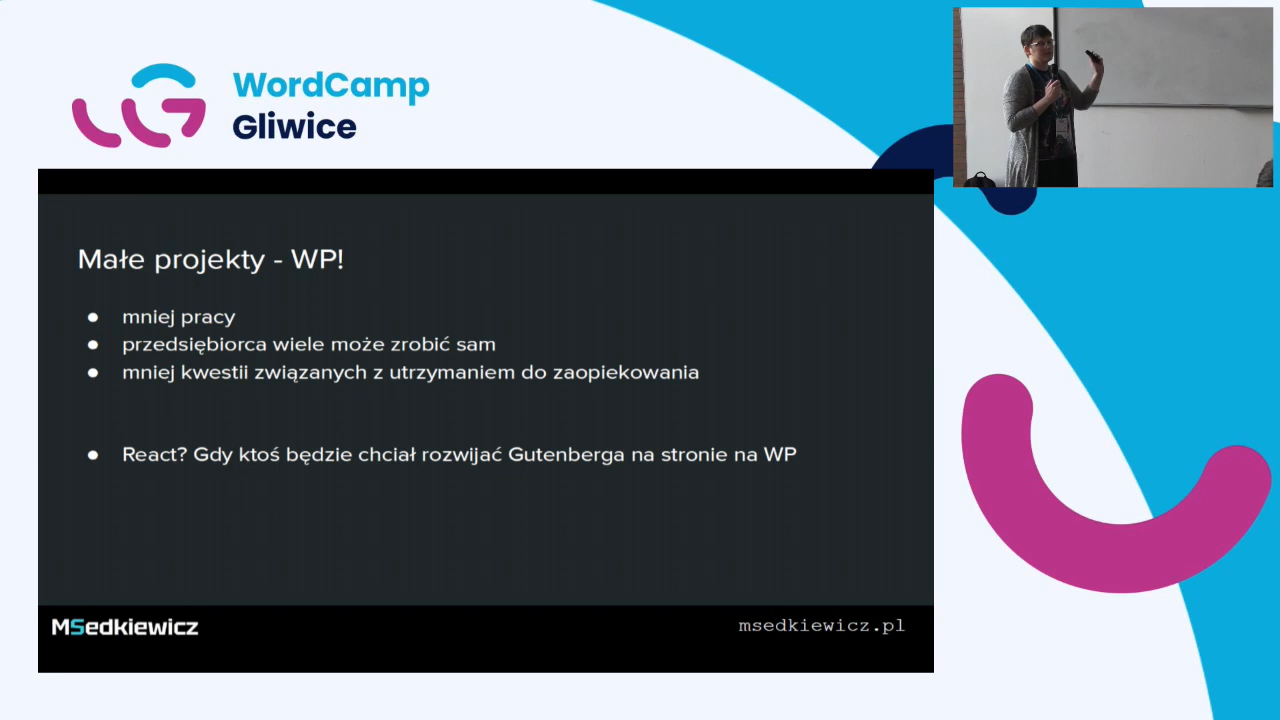 WordCamp
Gliwice
Małe projekty - WP!
● mniej pracy
● przedsiębiorca wiele może zrobić sam
● mniej kwestii związanych z utrzymaniem do zaopiekowania
● React? Gdy ktoś będzie chciał rozwijać Gutenberga na stronie na WP
MSedkiewicz
msedkiewicz.pl